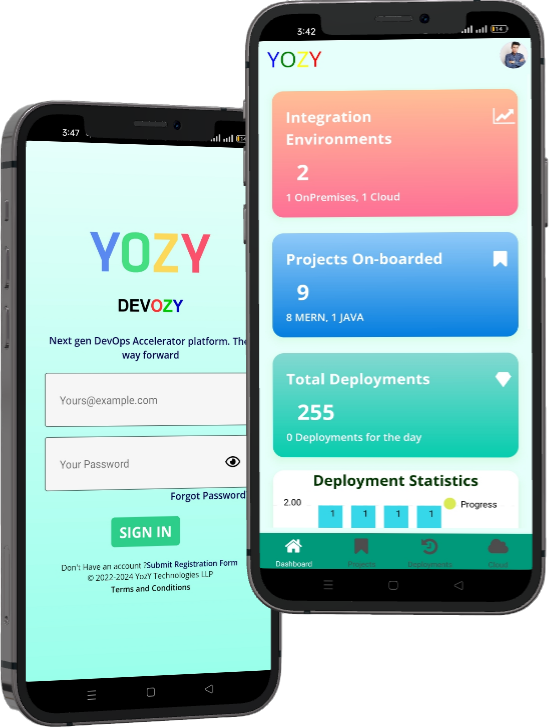 3:47
YOZY
DEVOZY
Next gen DevOps Accelerator platform. The
way forward
Yours@example.com
Your Password
Forgot Password
SIGN IN
Don't Have an account ?Submit Registration Form
© 2022-2024 YozY Technologies LLP
Terms and Conditions
3:42
54
YOZY
Integration
Environments
2
1 OnPremises, 1 Cloud
Projects On-boarded
9
8 MERN, 1 JAVA
Total Deployments
255
0 Deployments for the day
Deployment Statistics
2.00
1 1 1 1
Progress
Dashboard Projects Deployments Cloud